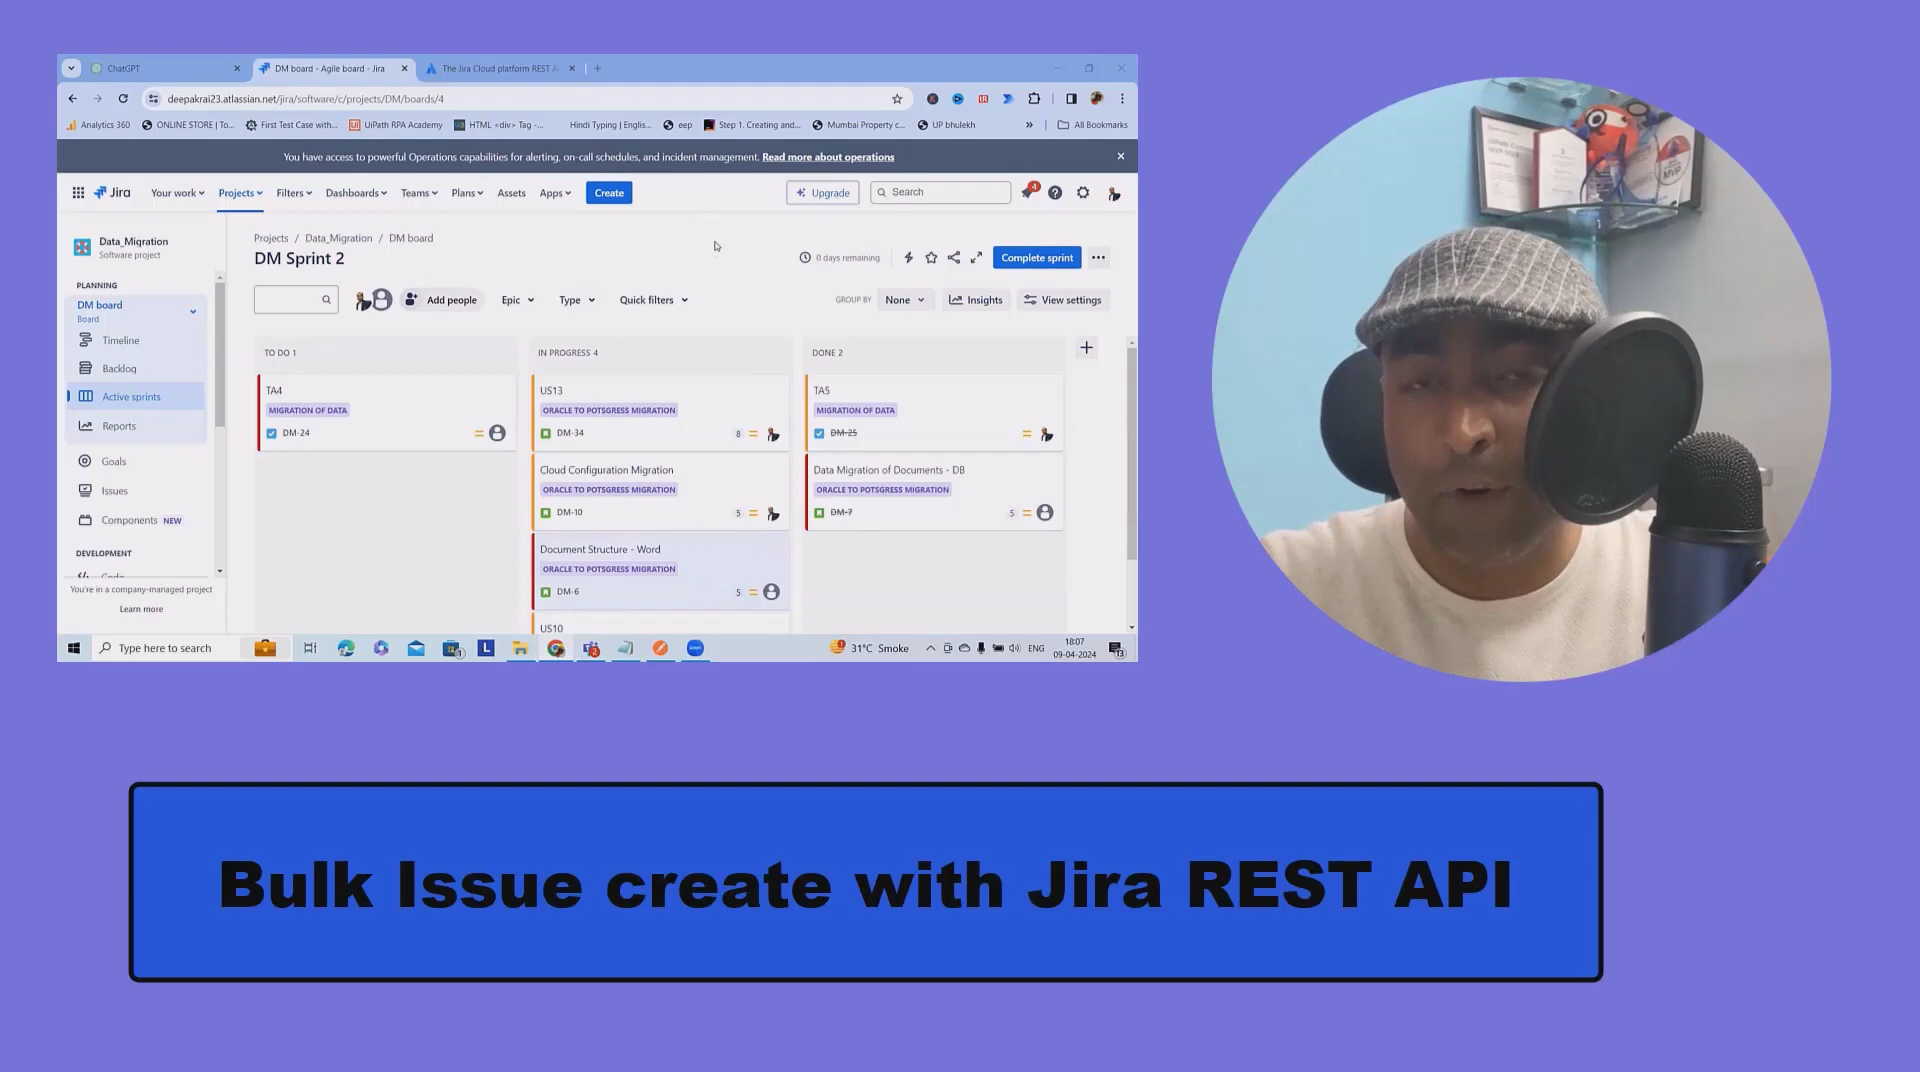 ChatGPT
DM board - Agile board - Jira
The Jira Cloud platform REST A
deepakrai23.atlassian.net/jira/software/c/projects/DM/boards/4
Analytics 360
ONLINE STORE | To...
First Test Case with...
UiPath RPA Academy
HTML <div> Tag -...
Hindi Typing | Englis...
eep
Step 1. Creating and...
Mumbai Property c...
UP bhulekh
»
All Bookmarks
You have access to powerful Operations capabilities for alerting, on-call schedules, and incident management. Read more about operations
Jira
Your work
Projects
Filters
Dashboards
Teams
Plans
Assets
Apps
Create
Upgrade
Search
4
Data_Migration
Software project
PLANNING
DM board
Board
Timeline
Backlog
Active sprints
Reports
Goals
Issues
Components NEW
DEVELOPMENT
You're in a company-managed project
Learn more
Projects / Data_Migration / DM board
DM Sprint 2
0 days remaining
Complete sprint
Add people
Epic
Type
Quick filters
GROUP BY
None
Insights
View settings
TO DO 1
TA4
MIGRATION OF DATA
DM-24
IN PROGRESS 4
US13
ORACLE TO POTSGRESS MIGRATION
DM-34
8
Cloud Configuration Migration
ORACLE TO POTSGRESS MIGRATION
DM-10
5
Document Structure - Word
ORACLE TO POTSGRESS MIGRATION
DM-6
5
US10
DONE 2
TA5
MIGRATION OF DATA
DM-25
Data Migration of Documents - DB
ORACLE TO POTSGRESS MIGRATION
DM-7
5
Type here to search
31°C Smoke
ENG
18:07
09-04-2024
MVP
Bulk Issue create with Jira REST API